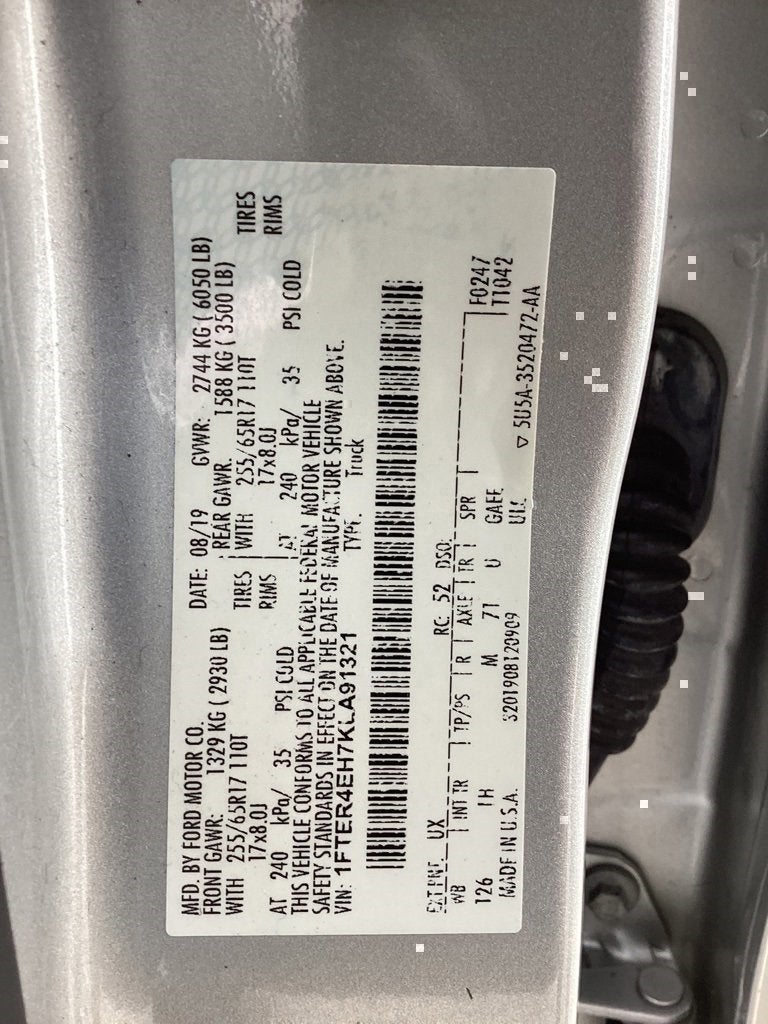 MFD. BY FORD MOTOR CO.
DATE: 08/19 GVWR: 2744 KG ( 6050 LB)
FRONT GAWR: 1329 KG ( 2930 LB) REAR GAWR: 1588 KG ( 3500 LB)
WITH 255/65R17 110T TIRES WITH 255/65R17 110T TIRES
17x8.0J RIMS 17x8.0J RIMS
AT 240 kPa/ 35 PSI COLD AT 240 kPa/ 35 PSI COLD
THIS VEHICLE CONFORMS TO ALL APPLICABLE FEDERAL MOTOR VEHICLE
SAFETY STANDARDS IN EFFECT ON THE DATE OF MANUFACTURE SHOWN ABOVE.
VIN: 1FTER4EH7KLA91321 TYPE: Truck
EXT PNT: UX RC: 52 DSO:
WB INT TR TP/PS R AXLE TR SPR
F0247
126 M 71 U GAFF T1042
MADE IN U.S.A. 3201908120909
▽ 5U5A-3520472-AA